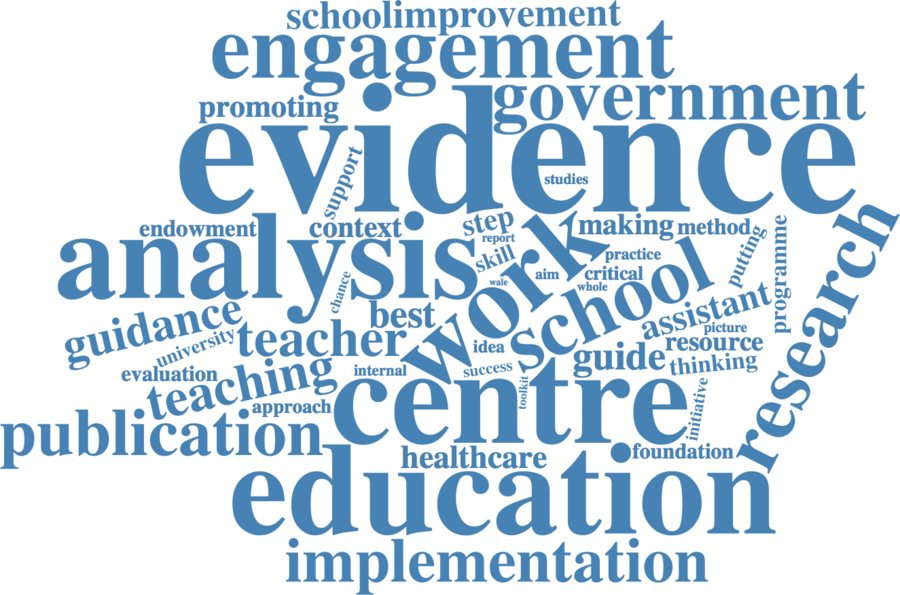 schoolimprovement
engagement
government
promoting
evidence
support
studies
endowment
context
step
making
method
research
analysis
report
work
skill
practice
putting
programme
chance
wale
aim
critical
whole
school
guidance
best
assistant
university
teacher
idea
picture
resource
guide
thinking
evaluation
teaching
internal
success
toolkit
initiative
approach
centre
publication
healthcare
foundation
education
implementation